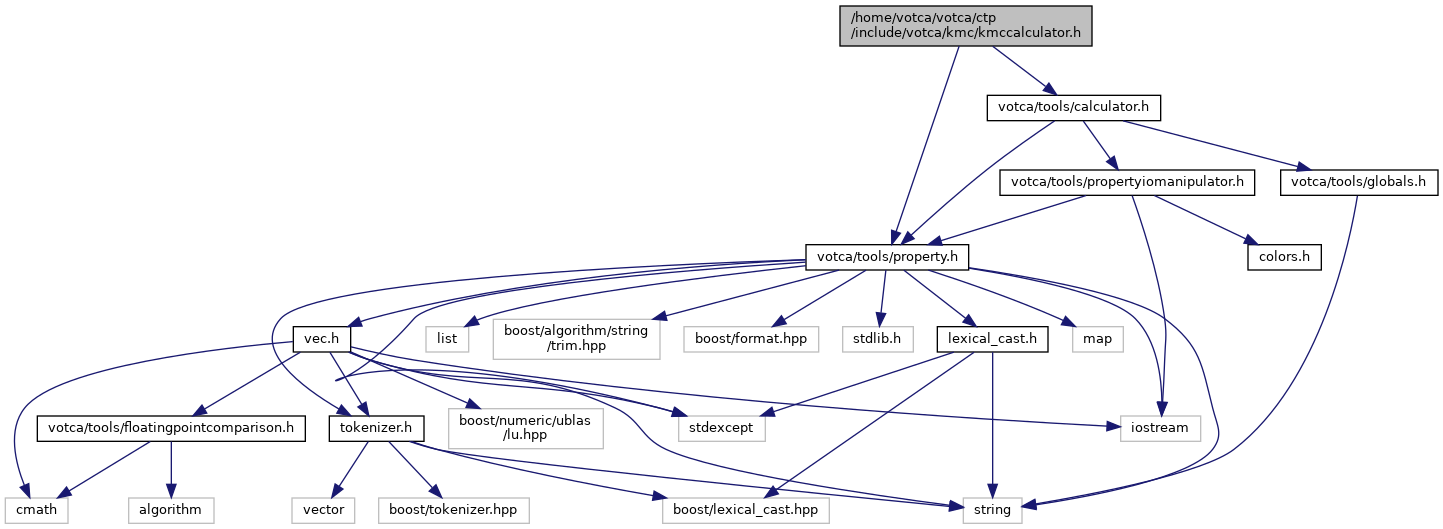 /home/votca/votca/ctp
/include/votca/kmc/kmccalculator.h
votca/tools/calculator.h
votca/tools/propertyiomanipulator.h
votca/tools/globals.h
votca/tools/property.h
colors.h
vec.h
list
boost/algorithm/string
/trim.hpp
boost/format.hpp
stdlib.h
lexical_cast.h
map
votca/tools/floatingpointcomparison.h
tokenizer.h
boost/numeric/ublas
/lu.hpp
stdexcept
iostream
cmath
algorithm
vector
boost/tokenizer.hpp
boost/lexical_cast.hpp
string